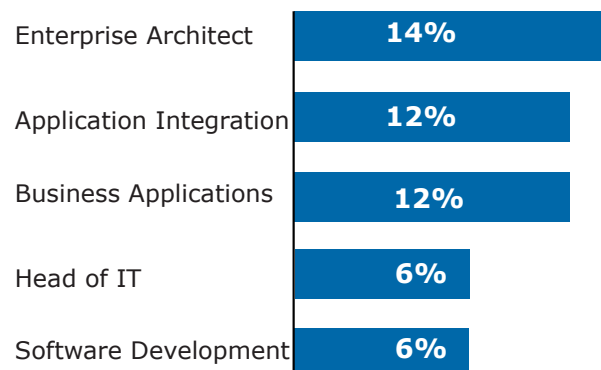 Enterprise Architect 14%
Application Integration 12%
Business Applications 12%
Head of IT 6%
Software Development 6%